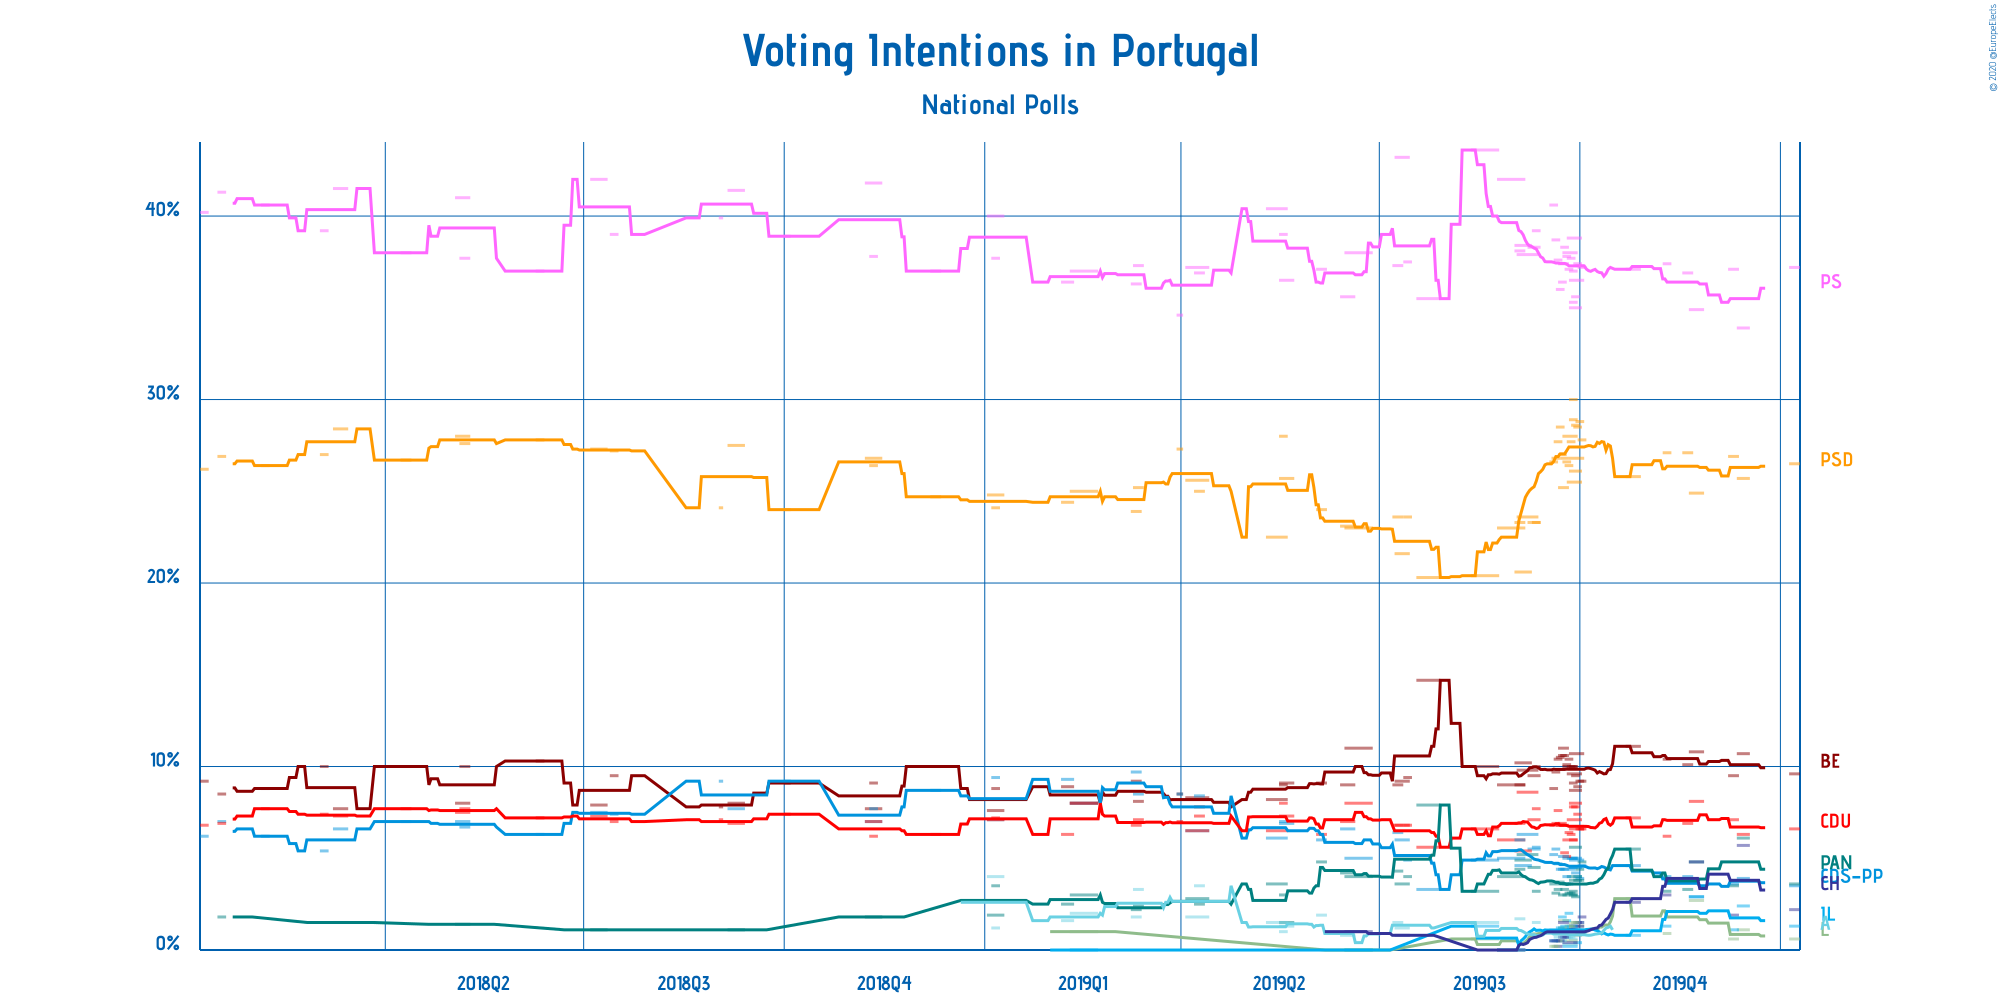 © 2020 @EuropeElects
Voting Intentions in Portugal
National Polls
40%
30%
20%
10%
0%
PS
PSD
BE
CDU
PAN
CDS-PP
CH
IL
A
L
2018Q2 2018Q3 2018Q4 2019Q1 2019Q2 2019Q3 2019Q4